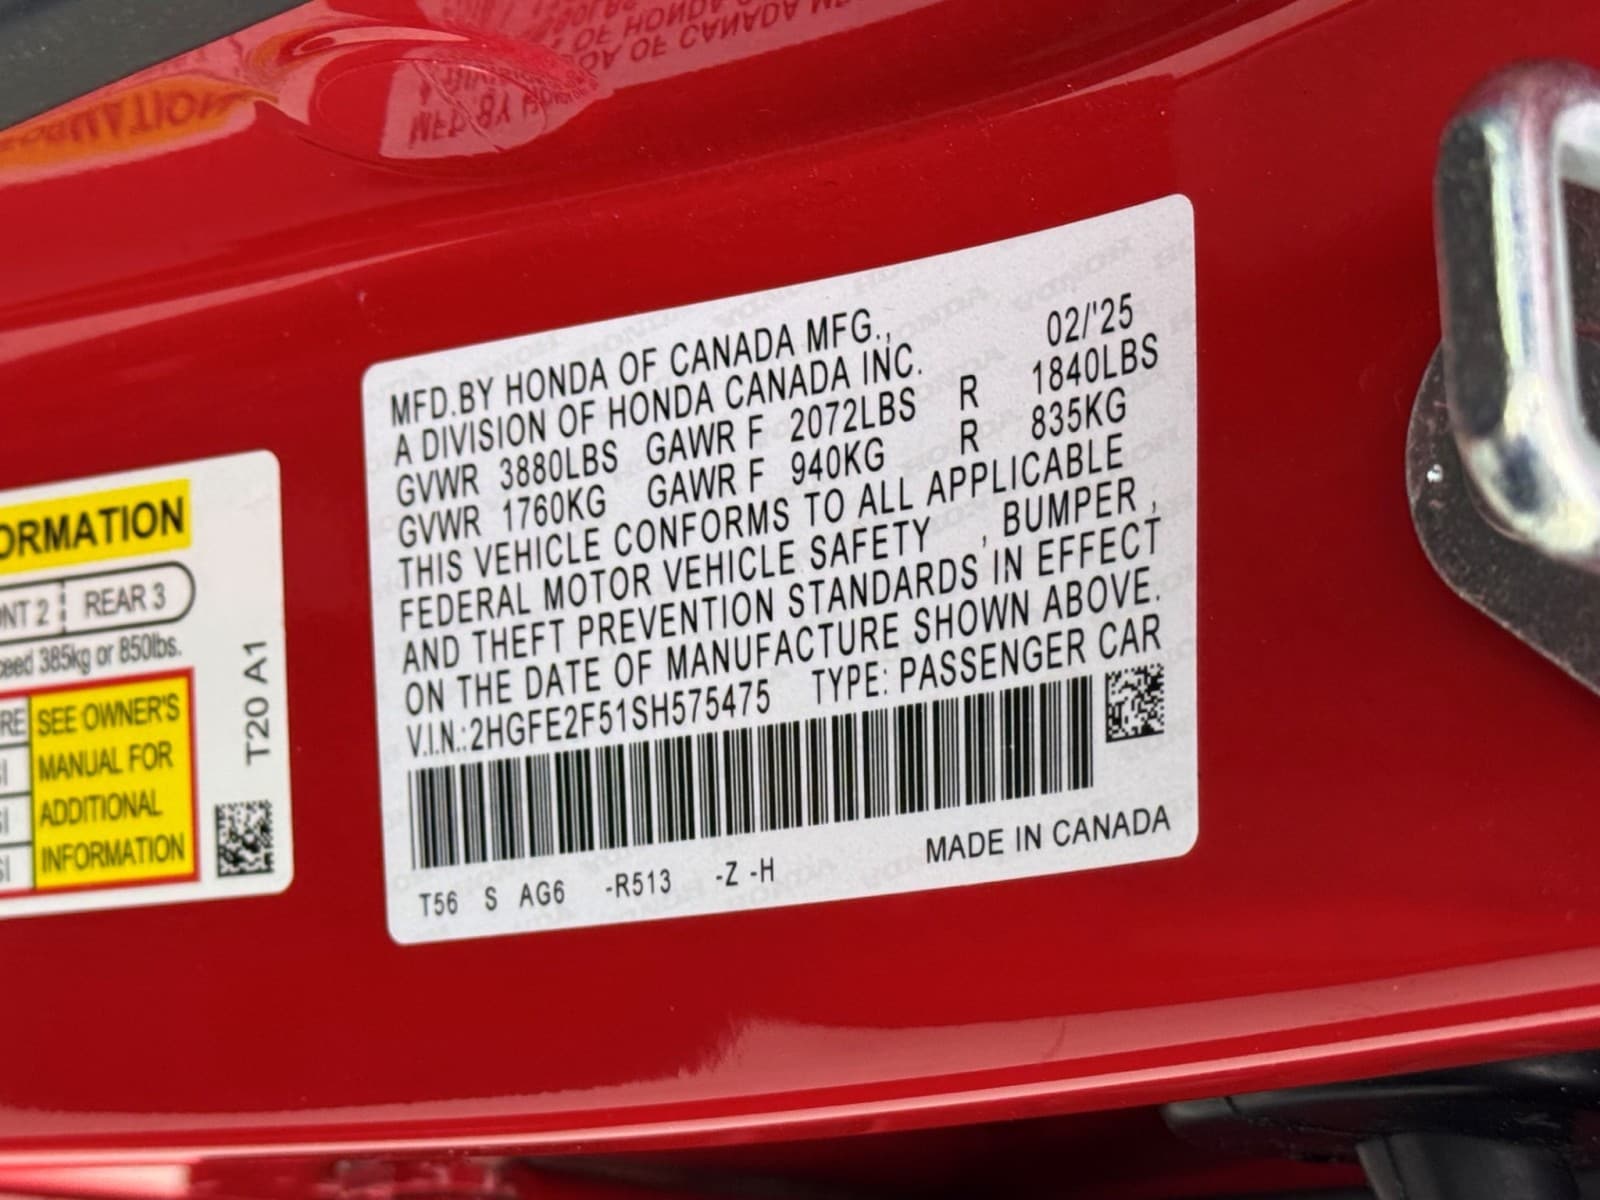 MFD.BY HONDA OF CANADA MFG.,
A DIVISION OF HONDA CANADA INC. 02/'25
GVWR 3880LBS GAWR F 2072LBS R 1840LBS
GVWR 1760KG GAWR F 940KG R 835KG
THIS VEHICLE CONFORMS TO ALL APPLICABLE
FEDERAL MOTOR VEHICLE SAFETY , BUMPER ,
AND THEFT PREVENTION STANDARDS IN EFFECT
ON THE DATE OF MANUFACTURE SHOWN ABOVE.
V.I.N.:2HGFE2F51SH575475 TYPE: PASSENGER CAR
MADE IN CANADA
T56 S AG6 -R513 -Z -H
REAR 3
385kg or 850lbs.
SEE OWNER'S
MANUAL FOR
ADDITIONAL
INFORMATION
T20 A1